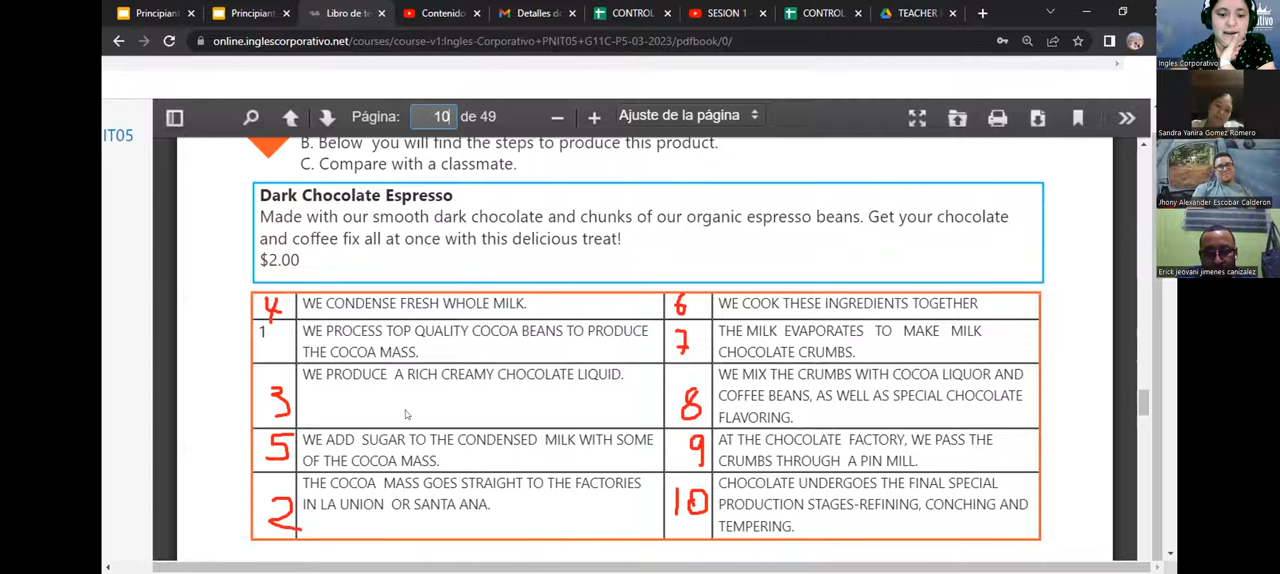 Principiant
Principiant
Libro de te
Contenido
Detalles de
CONTROL
SESION 1 -
CONTROL
TEACHER
online.inglescorporativo.net/courses/course-v1:Ingles-Corporativo+PNIT05+G11C-P5-03-2023/pdfbook/0/
Ingles Corporativo
Sandra Yanira Gomez Romero
Jhony Alexander Escobar Calderon
Erick jeovani jimenes canizalez
IT05
Página: 10 de 49
Ajuste de la página
B. Below you will find the steps to produce this product.
C. Compare with a classmate.
Dark Chocolate Espresso
Made with our smooth dark chocolate and chunks of our organic espresso beans. Get your chocolate
and coffee fix all at once with this delicious treat!
$2.00
4 WE CONDENSE FRESH WHOLE MILK.
1 WE PROCESS TOP QUALITY COCOA BEANS TO PRODUCE
THE COCOA MASS.
3 WE PRODUCE A RICH CREAMY CHOCOLATE LIQUID.
5 WE ADD SUGAR TO THE CONDENSED MILK WITH SOME
OF THE COCOA MASS.
2 THE COCOA MASS GOES STRAIGHT TO THE FACTORIES
IN LA UNION OR SANTA ANA.
6 WE COOK THESE INGREDIENTS TOGETHER
7 THE MILK EVAPORATES TO MAKE MILK
CHOCOLATE CRUMBS.
8 WE MIX THE CRUMBS WITH COCOA LIQUOR AND
COFFEE BEANS, AS WELL AS SPECIAL CHOCOLATE
FLAVORING.
9 AT THE CHOCOLATE FACTORY, WE PASS THE
CRUMBS THROUGH A PIN MILL.
10 CHOCOLATE UNDERGOES THE FINAL SPECIAL
PRODUCTION STAGES-REFINING, CONCHING AND
TEMPERING.